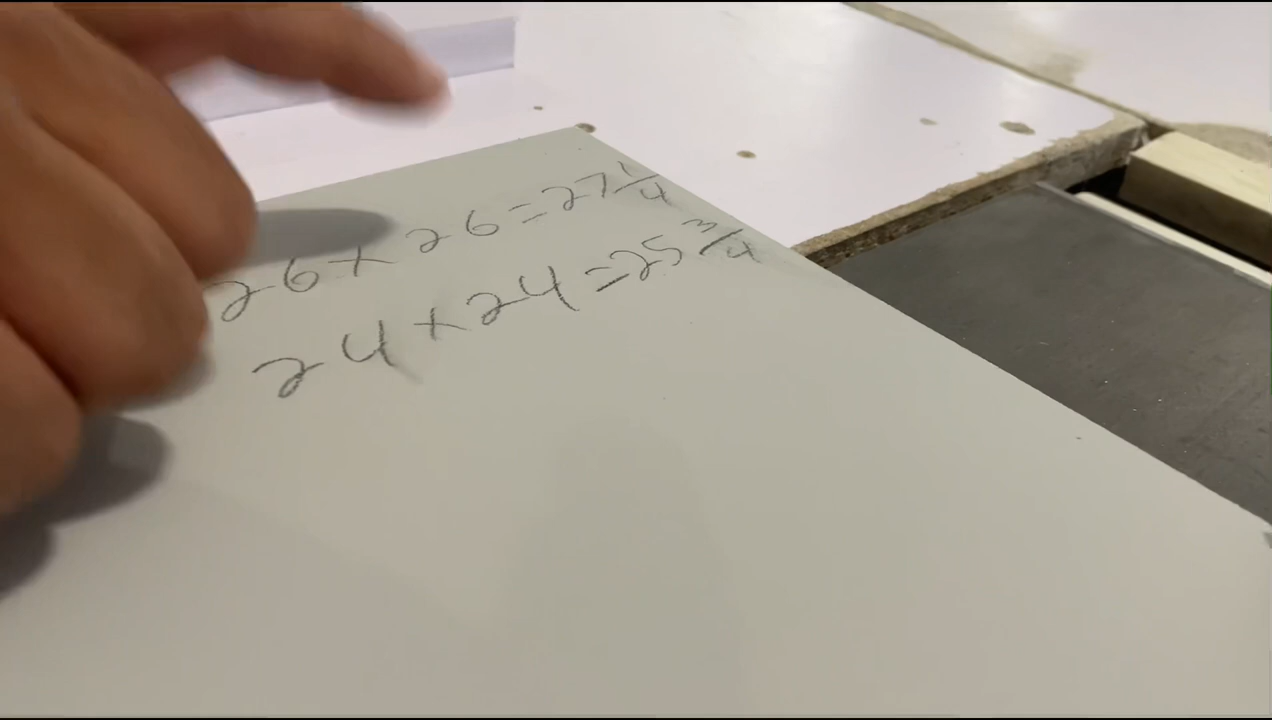 26 x 26 = 27 1/4
24 x 24 = 25 3/4